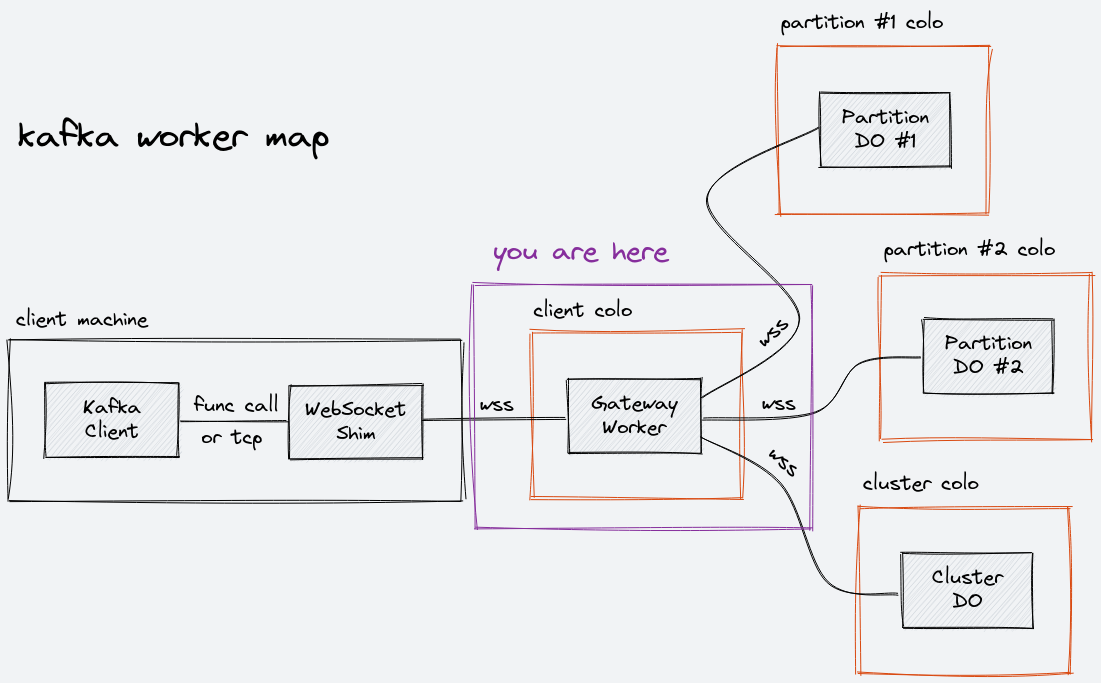 partition #1 colo
Partition
DO #1
kafka worker map
you are here
partition #2 colo
client machine
client colo
wss
Partition
DO #2
Kafka
Client
func call
or tcp
WebSocket
Shim
wss
Gateway
Worker
wss
wss
cluster colo
Cluster
DO